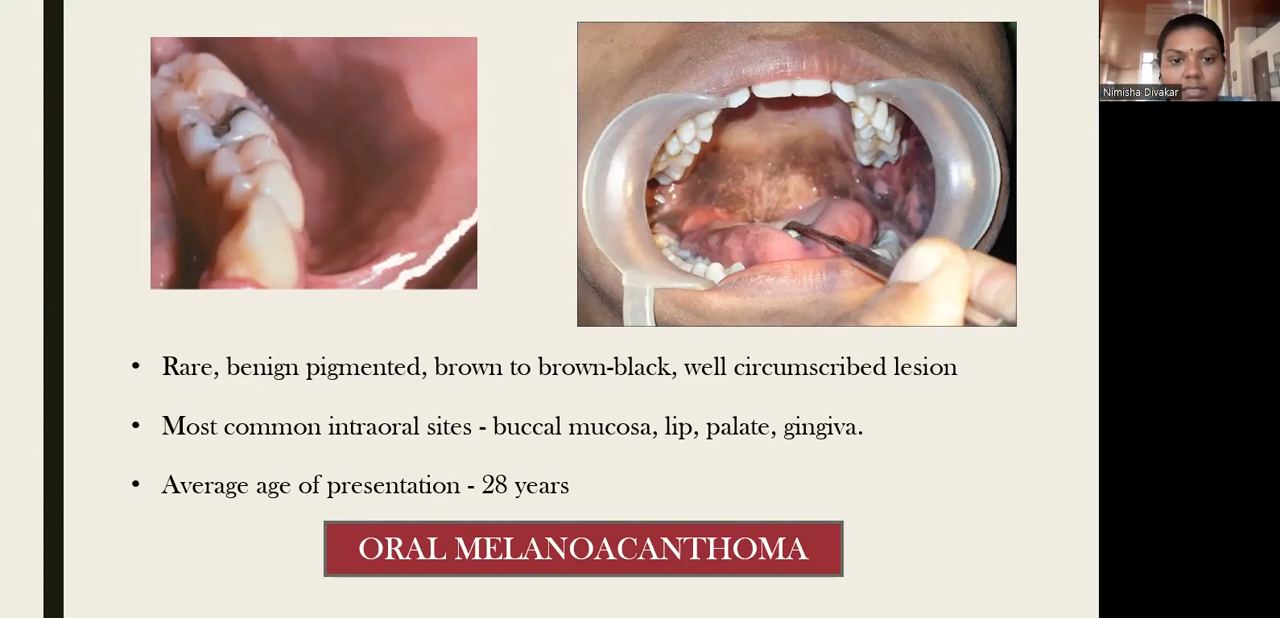 Nimisha Divakar
• Rare, benign pigmented, brown to brown-black, well circumscribed lesion
• Most common intraoral sites - buccal mucosa, lip, palate, gingiva.
• Average age of presentation - 28 years
ORAL MELANOACANTHOMA